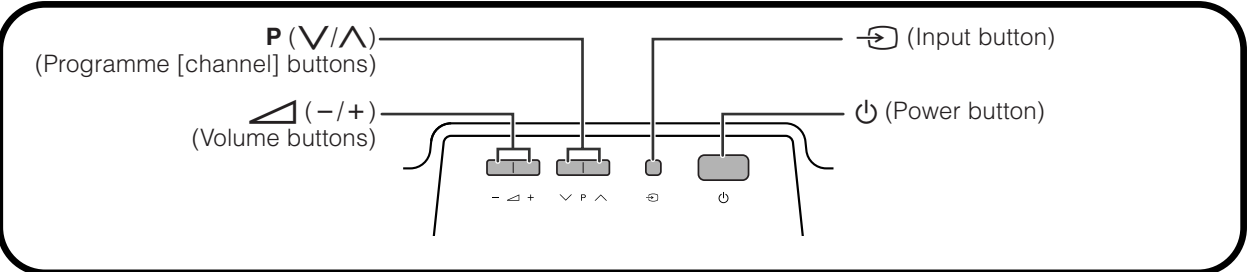 P (∨/∧)
(Programme [channel] buttons)
(−/+)
(Volume buttons)
(Input button)
(Power button)
− +
∨ P ∧